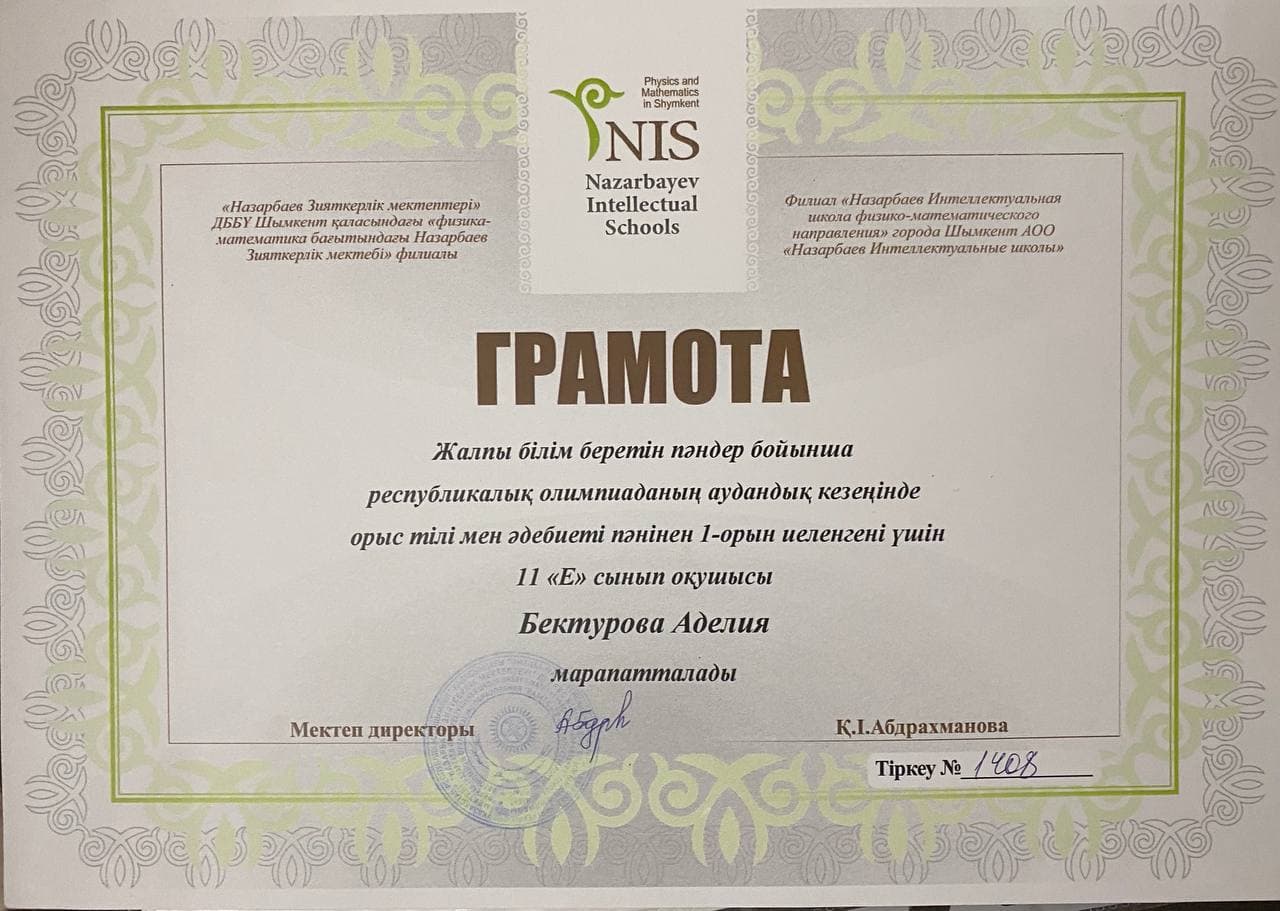 Physics and
Mathematics
in Shymkent
NIS
Nazarbayev
Intellectual
Schools
«Назарбаев Зияткерлік мектептері»
ДББҰ Шымкент қаласындағы «физика-
математика бағытындағы Назарбаев
Зияткерлік мектебі» филиалы
Филиал «Назарбаев Интеллектуальная
школа физико-математического
направления» города Шымкент АОО
«Назарбаев Интеллектуальные школы»
ГРАМОТА
Жалпы білім беретін пәндер бойынша
республикалық олимпиаданың аудандық кезеңінде
орыс тілі мен әдебиеті пәнінен 1-орын иеленгені үшін
11 «Е» сынып оқушысы
Бектурова Аделия
марапатталады
Мектеп директоры
Қ.І.Абдрахманова
Тіркеу № 1408